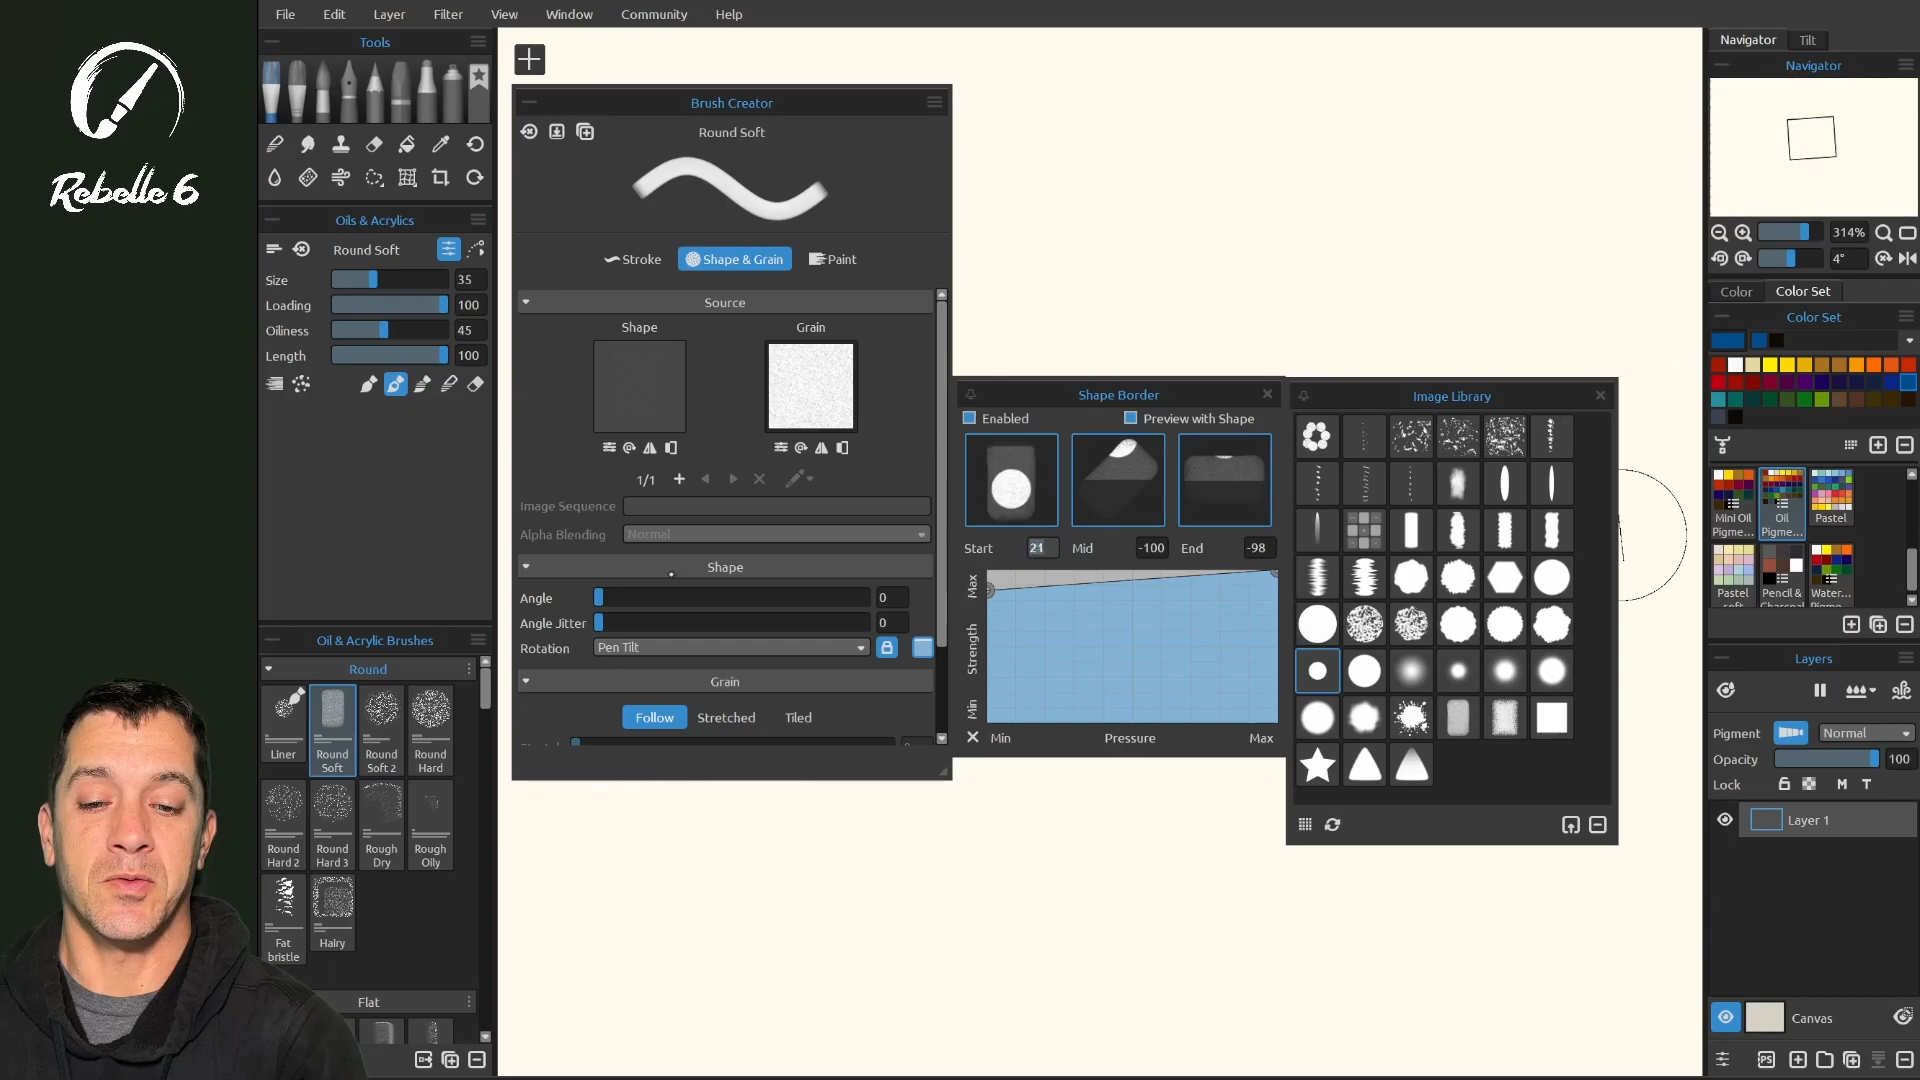 Rebelle 6
File Edit Layer Filter View Window Community Help
Tools
Oils & Acrylics
Round Soft
Size 35
Loading 100
Oiliness 45
Length 100
Oil & Acrylic Brushes
Round
Liner
Round Soft
Round Soft 2
Round Hard
Round Hard 2
Round Hard 3
Rough Dry
Rough Oily
Fat bristle
Hairy
Flat
Brush Creator
Round Soft
Stroke Shape & Grain Paint
Source
Shape Grain
1/1
Image Sequence
Alpha Blending Normal
Shape
Angle 0
Angle Jitter 0
Rotation Pen Tilt
Grain
Follow Stretched Tiled
Shape Border
Enabled Preview with Shape
Start 21 Mid -100 End -98
Max
Strength
Min
Min Pressure Max
Image Library
Navigator Tilt
Navigator
314%
4°
Color Color Set
Color Set
Mini Oil Pigme...
Oil Pigme...
Pastel
Pastel soft
Pencil & Charcoal
Water... Pigme...
Layers
Pigment Normal
Opacity 100
Lock M T
Layer 1
Canvas
PS